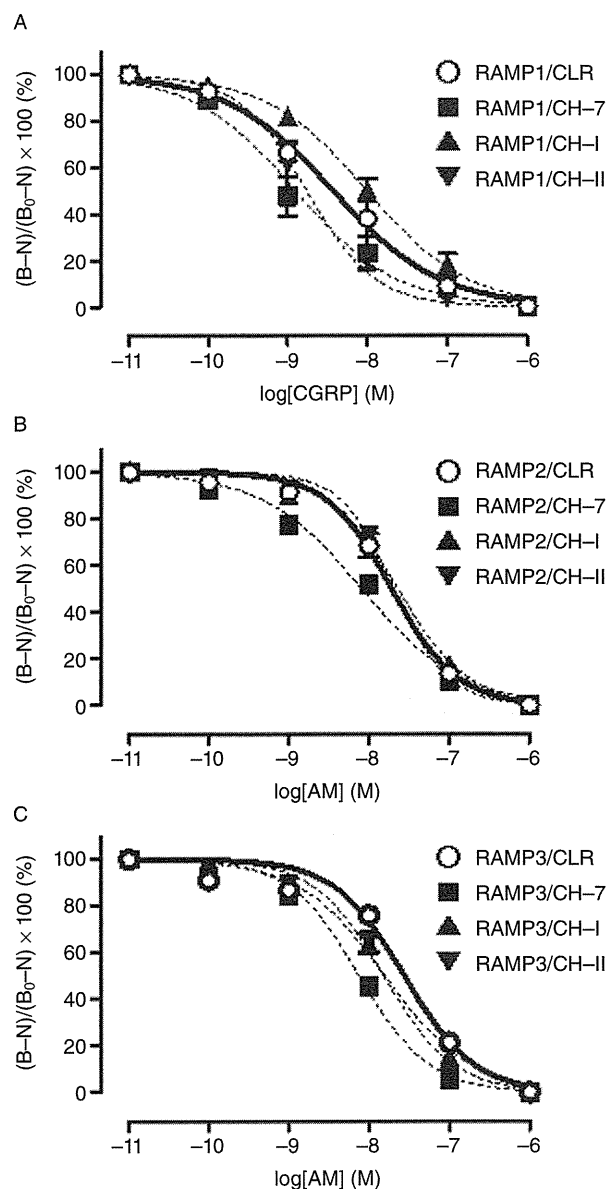 A
(B–N)/(B₀–N) × 100 (%)
100
80
60
40
20
0
RAMP1/CLR
RAMP1/CH–7
RAMP1/CH–I
RAMP1/CH–II
–11 –10 –9 –8 –7 –6
log[CGRP] (M)
B
(B–N)/(B₀–N) × 100 (%)
100
80
60
40
20
0
RAMP2/CLR
RAMP2/CH–7
RAMP2/CH–I
RAMP2/CH–II
–11 –10 –9 –8 –7 –6
log[AM] (M)
C
(B–N)/(B₀–N) × 100 (%)
100
80
60
40
20
0
RAMP3/CLR
RAMP3/CH–7
RAMP3/CH–I
RAMP3/CH–II
–11 –10 –9 –8 –7 –6
log[AM] (M)